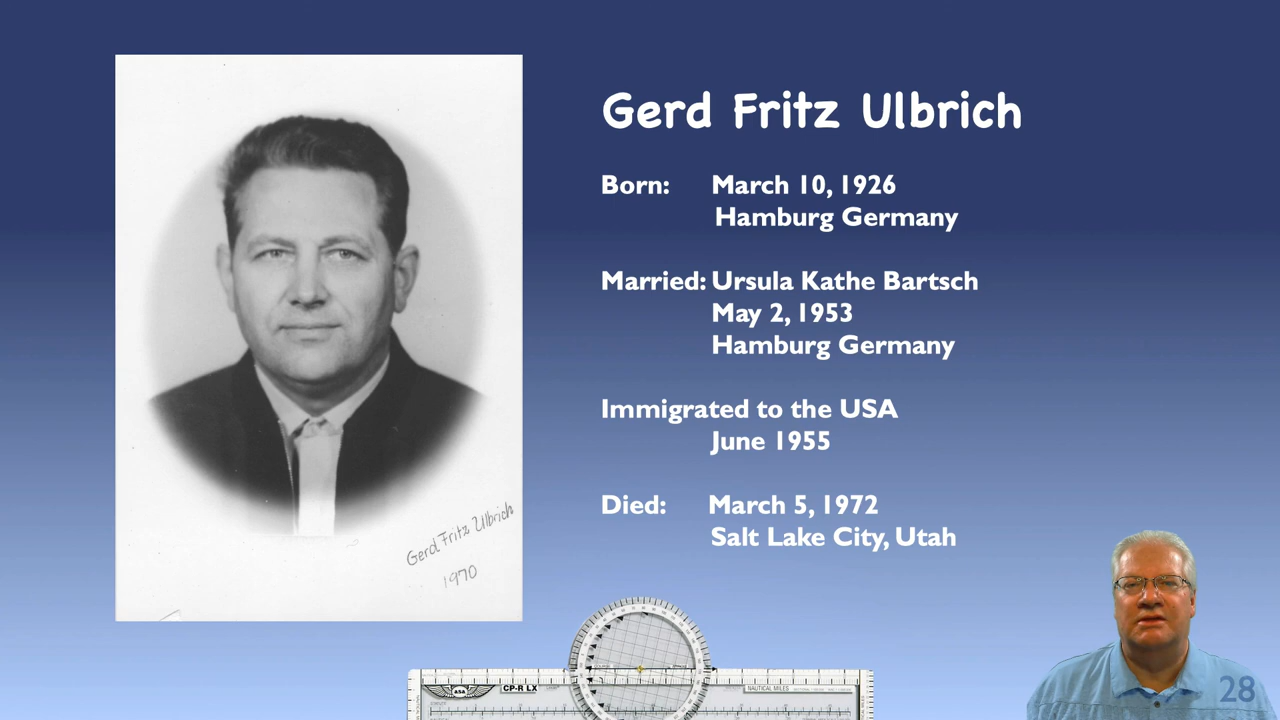 Gerd Fritz Ulbrich
Born: March 10, 1926
Hamburg Germany
Married: Ursula Kathe Bartsch
May 2, 1953
Hamburg Germany
Immigrated to the USA
June 1955
Died: March 5, 1972
Salt Lake City, Utah
Gerd Fritz Ulbrich
1970
ASA
CP-R LX
NAUTICAL MILES
28